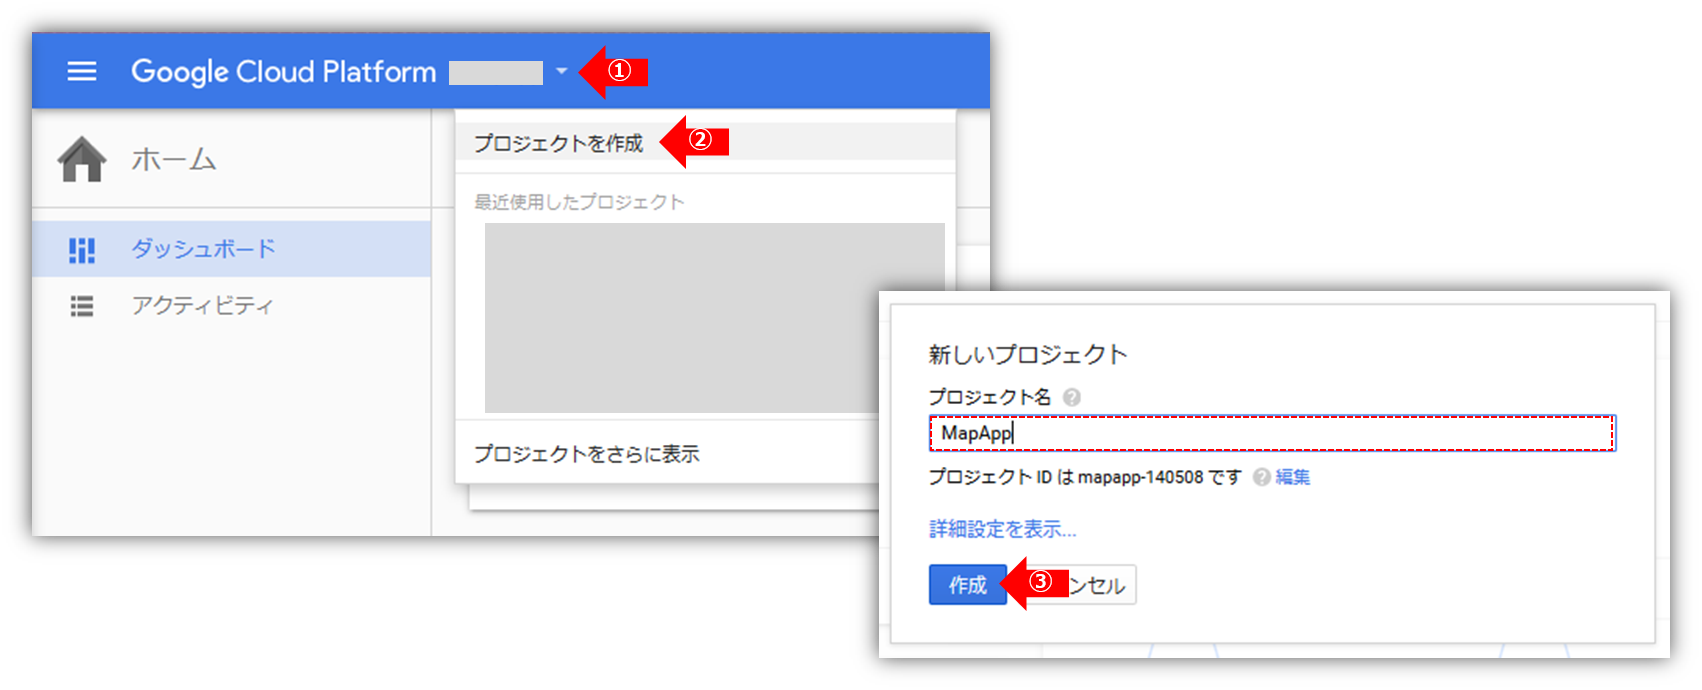 Google Cloud Platform
①
ホーム
プロジェクトを作成
②
最近使用したプロジェクト
ダッシュボード
アクティビティ
プロジェクトをさらに表示
新しいプロジェクト
プロジェクト名 ?
MapApp
プロジェクト ID は mapapp-140508 です ? 編集
詳細設定を表示...
作成
③
ンセル